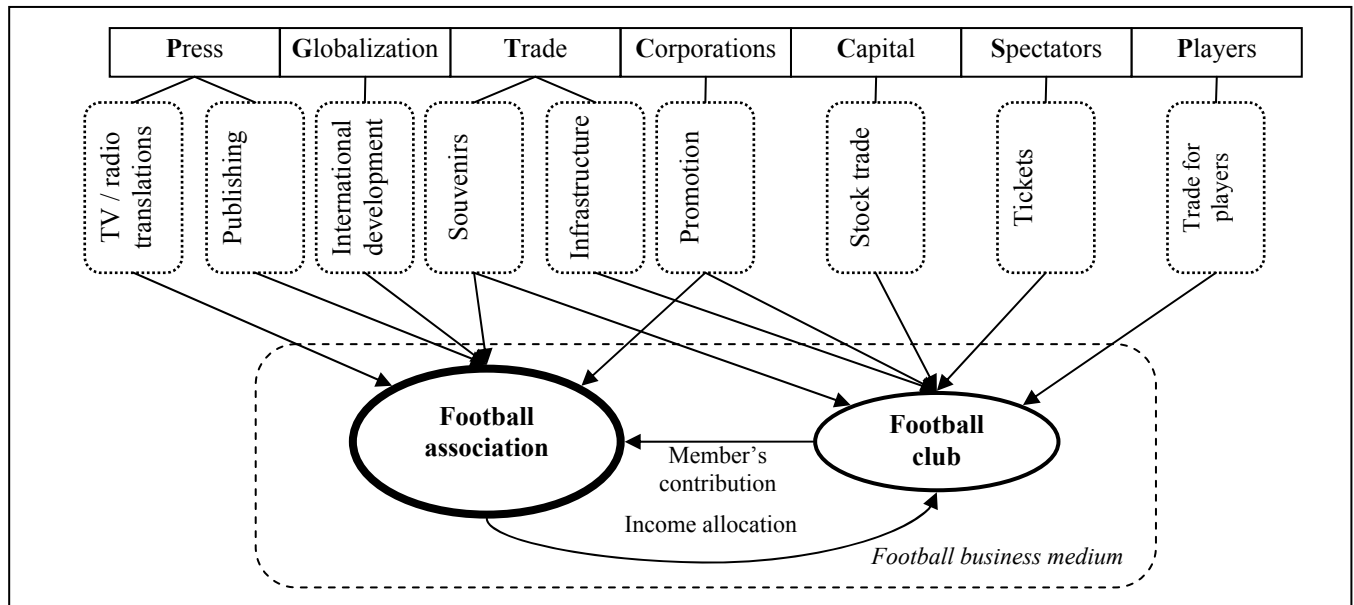 Press
Globalization
Trade
Corporations
Capital
Spectators
Players
TV / radio
translations
Publishing
International
development
Souvenirs
Infrastructure
Promotion
Stock trade
Tickets
Trade for
players
Football
association
Football
club
Member’s
contribution
Income allocation
Football business medium